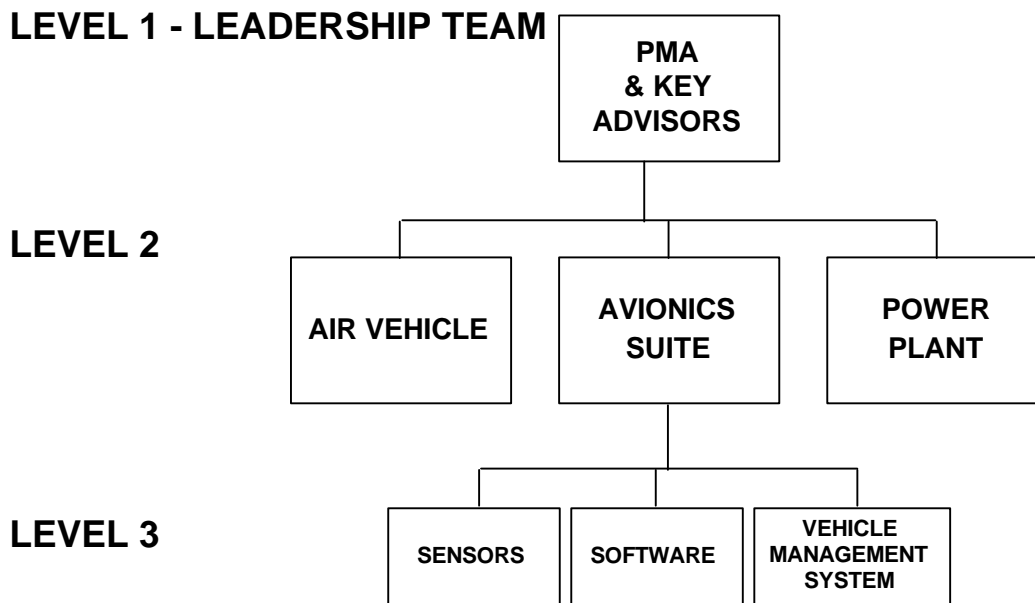 LEVEL 1 - LEADERSHIP TEAM
PMA
& KEY
ADVISORS
LEVEL 2
AIR VEHICLE
AVIONICS
SUITE
POWER
PLANT
LEVEL 3
SENSORS
SOFTWARE
VEHICLE
MANAGEMENT
SYSTEM